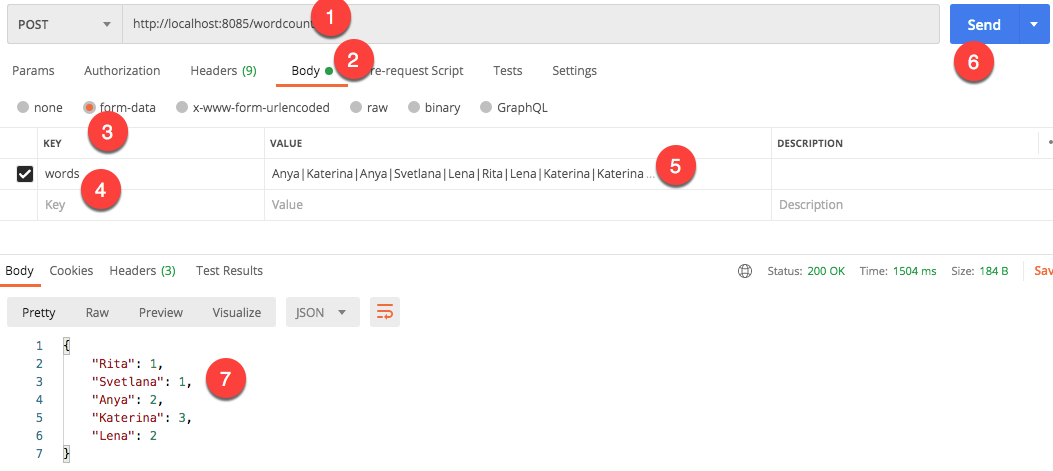 POST http://localhost:8085/wordcoun 1 Send
2 6
Params Authorization Headers (9) Body re-request Script Tests Settings
none form-data x-www-form-urlencoded raw binary GraphQL
3
KEY VALUE DESCRIPTION
words Anya|Katerina|Anya|Svetlana|Lena|Rita|Lena|Katerina|Katerina ... 5
4
Key Value Description
Body Cookies Headers (3) Test Results Status: 200 OK Time: 1504 ms Size: 184 B Sav
Pretty Raw Preview Visualize JSON
1 {
2 "Rita": 1,
3 "Svetlana": 1, 7
4 "Anya": 2,
5 "Katerina": 3,
6 "Lena": 2
7 }